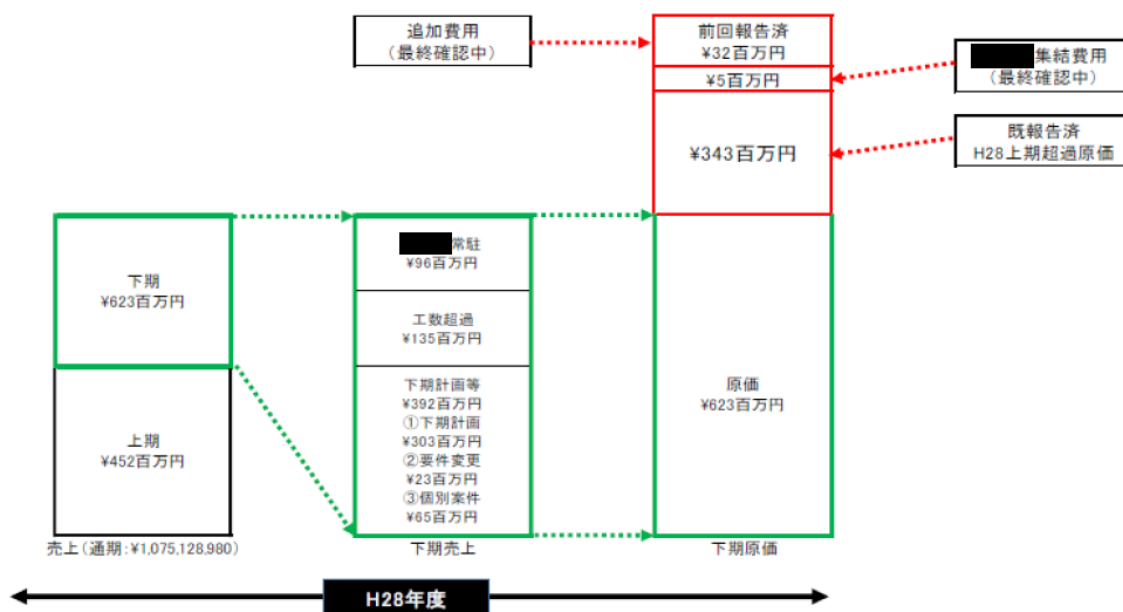 追加費用
（最終確認中）
前回報告済
¥32百万円
¥5百万円
集結費用
（最終確認中）
¥343百万円
既報告済
H28上期超過原価
下期
¥623百万円
上期
¥452百万円
売上（通期：¥1,075,128,980）
常駐
¥96百万円
工数超過
¥135百万円
下期計画等
¥392百万円
①下期計画
¥303百万円
②要件変更
¥23百万円
③個別案件
¥65百万円
下期売上
原価
¥623百万円
下期原価
H28年度